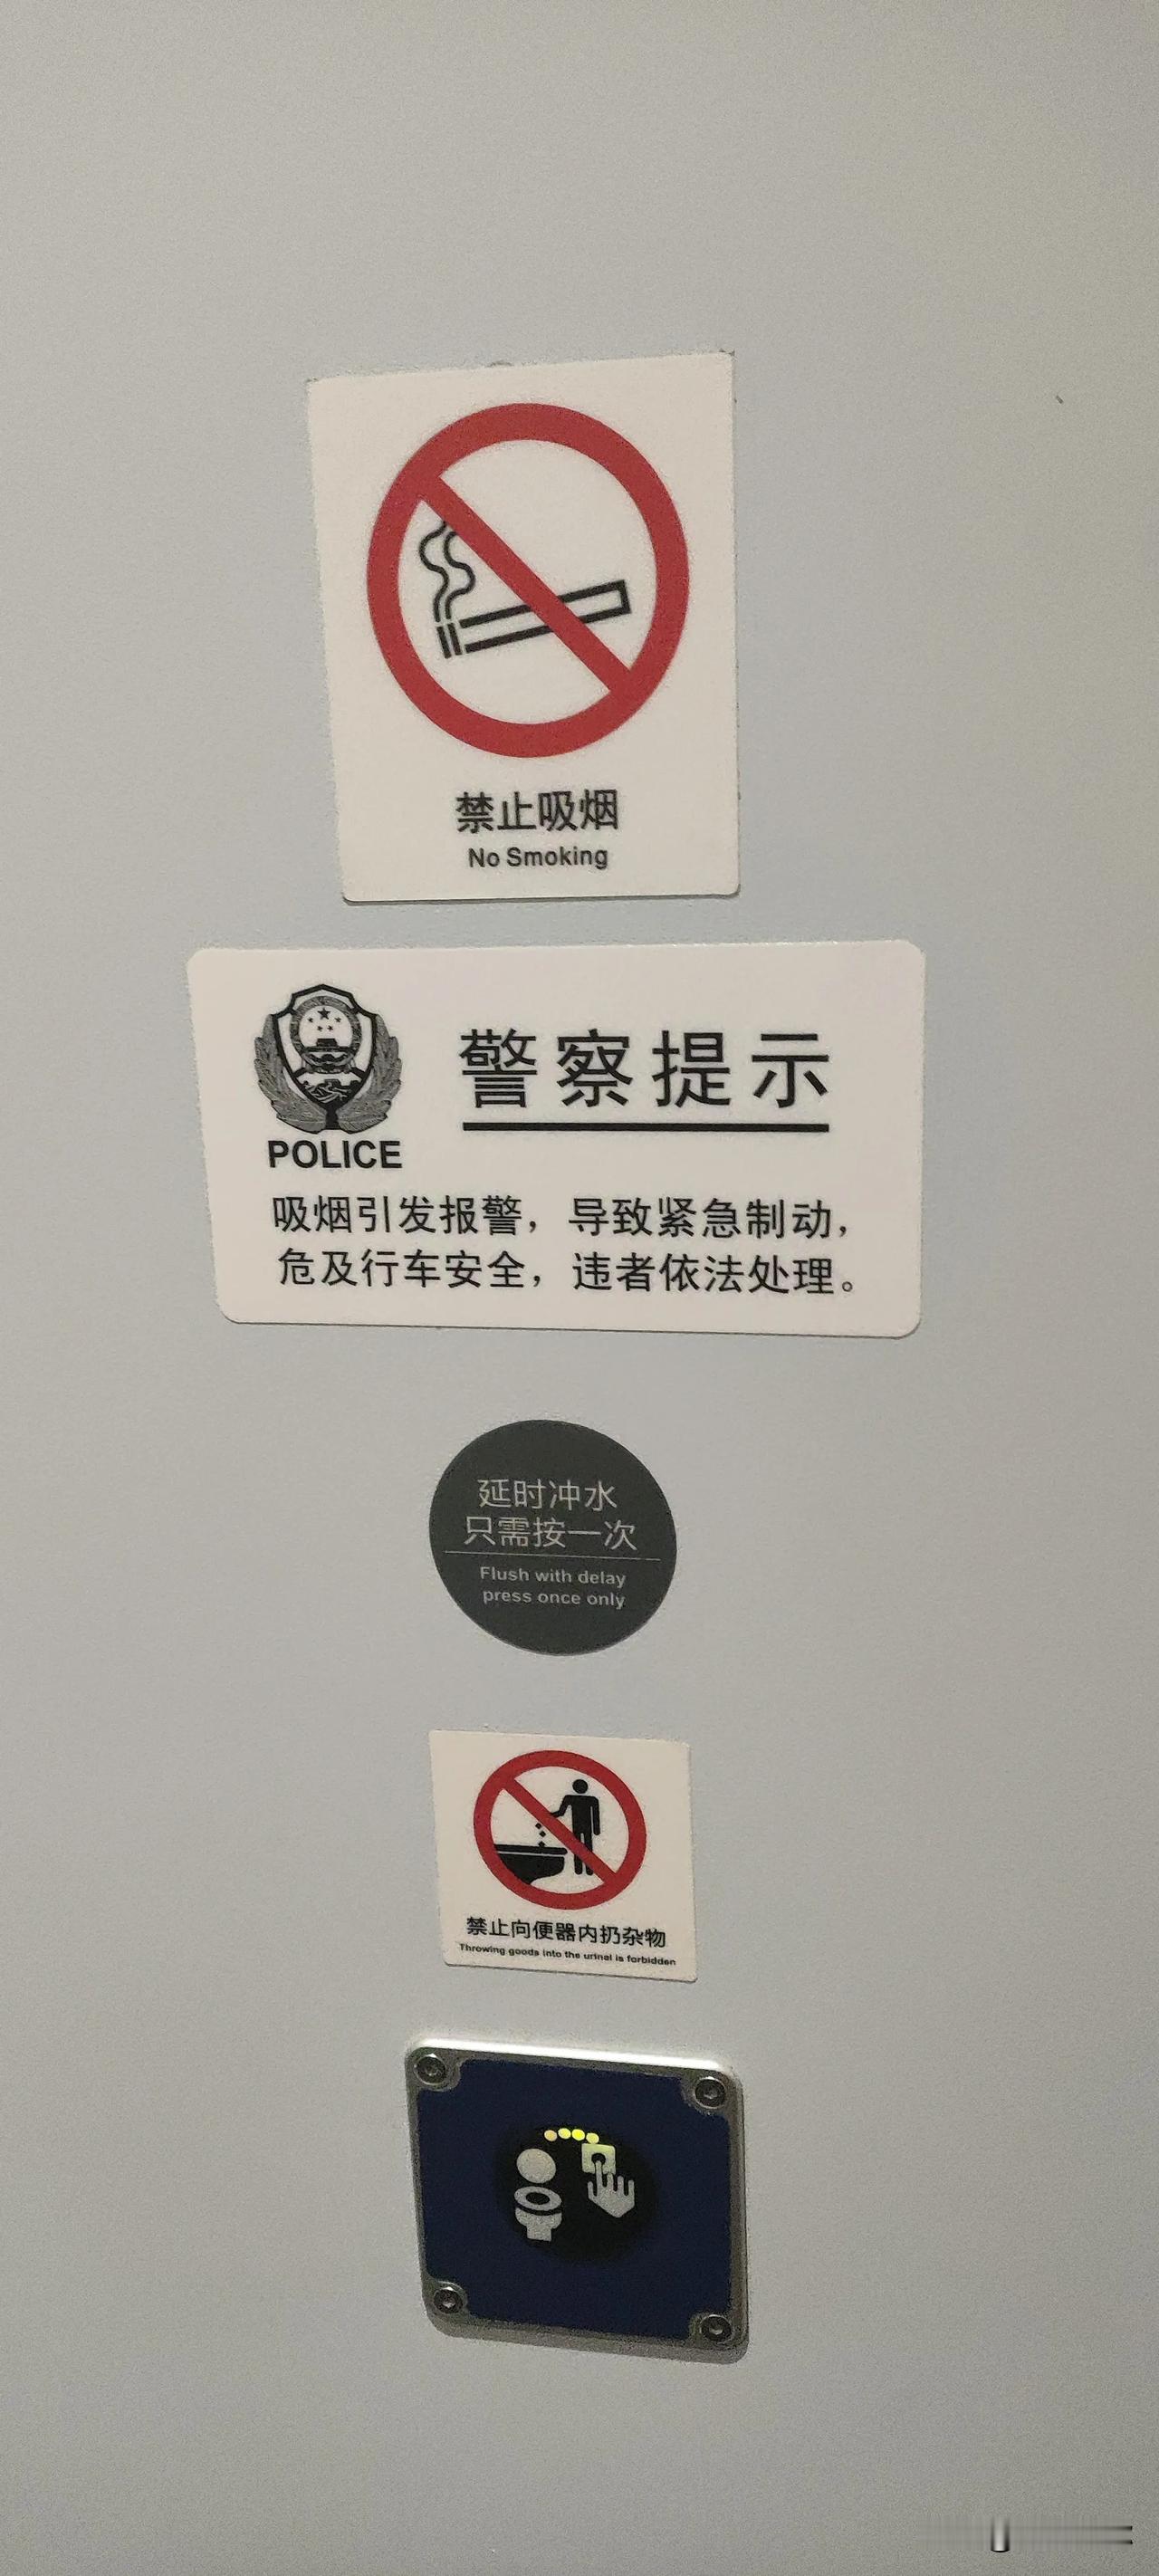 禁止吸烟
No Smoking
警察提示
POLICE
吸烟引发报警，导致紧急制动，
危及行车安全，违者依法处理。
延时冲水
只需按一次
Flush with delay
press once only
禁止向便器内扔杂物
Throwing goods into the urinal is forbidden